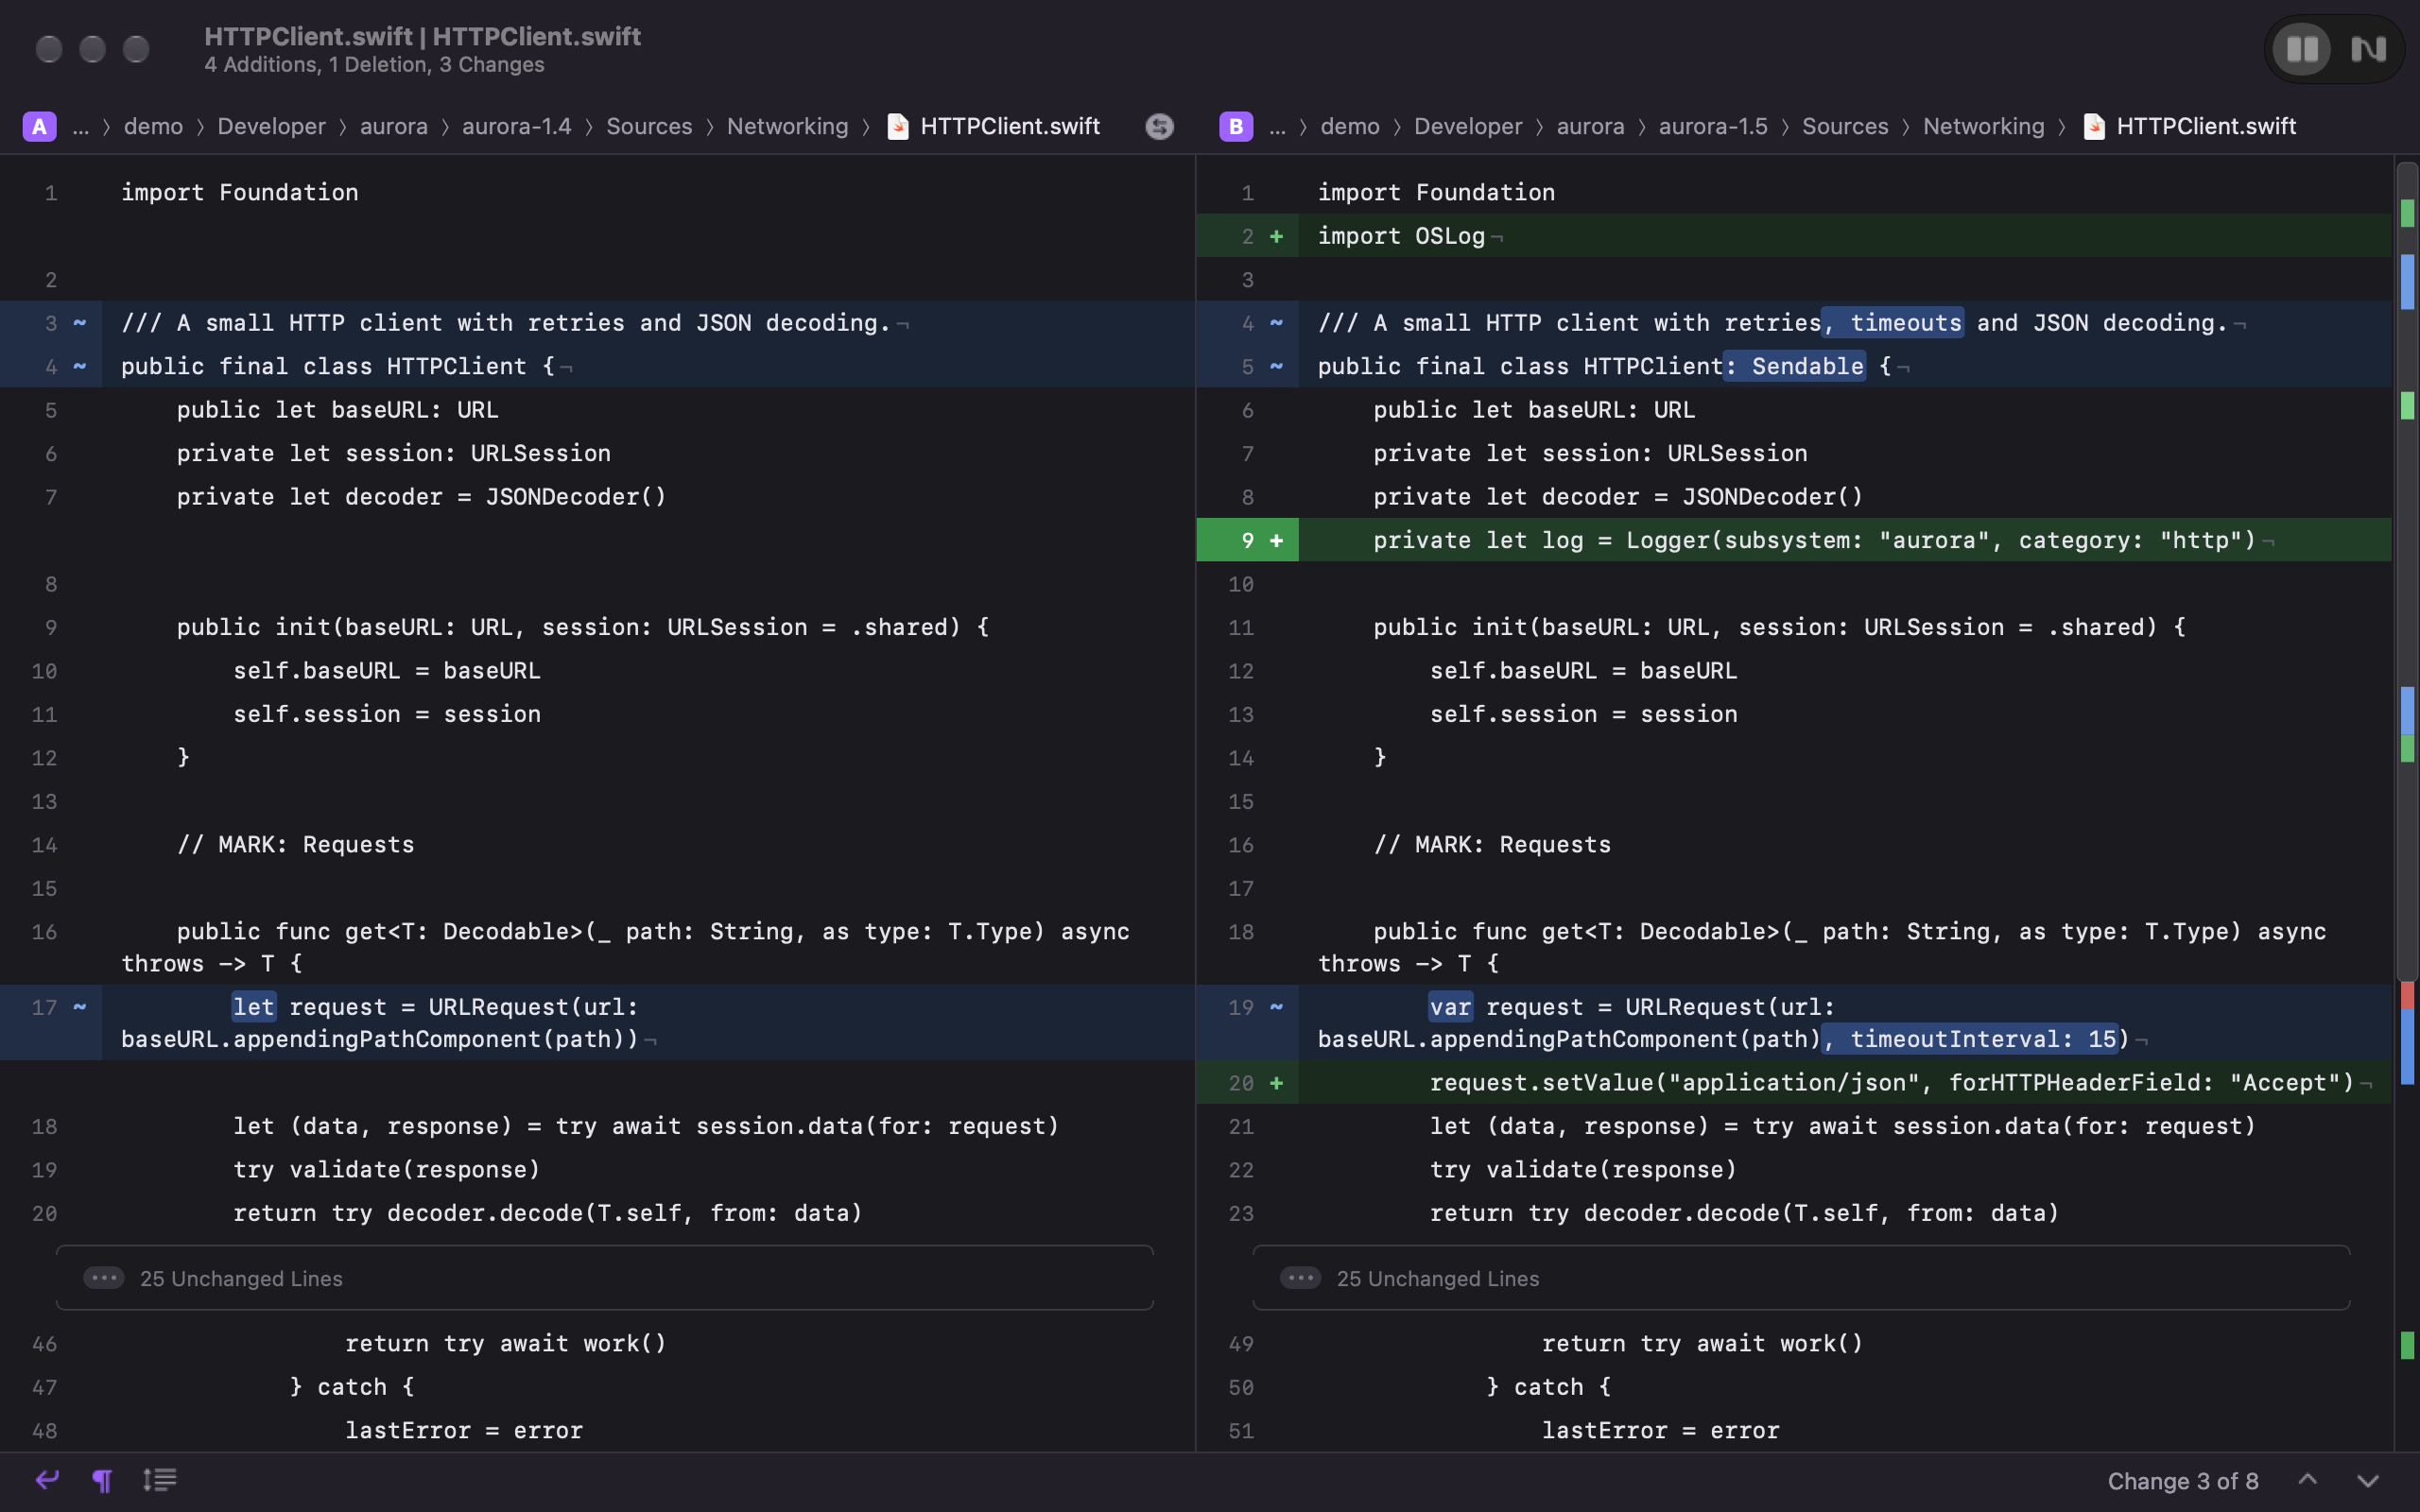 HTTPClient.swift | HTTPClient.swift
4 Additions, 1 Deletion, 3 Changes
A ... 〉 demo 〉 Developer 〉 aurora 〉 aurora-1.4 〉 Sources 〉 Networking 〉 HTTPClient.swift
1 import Foundation
2
3 ~ /// A small HTTP client with retries and JSON decoding.¬
4 ~ public final class HTTPClient {¬
5 public let baseURL: URL
6 private let session: URLSession
7 private let decoder = JSONDecoder()
8
9 public init(baseURL: URL, session: URLSession = .shared) {
10 self.baseURL = baseURL
11 self.session = session
12 }
13
14 // MARK: Requests
15
16 public func get<T: Decodable>(_ path: String, as type: T.Type) async
throws -> T {
17 ~ let request = URLRequest(url:
baseURL.appendingPathComponent(path))¬
18 let (data, response) = try await session.data(for: request)
19 try validate(response)
20 return try decoder.decode(T.self, from: data)
25 Unchanged Lines
46 return try await work()
47 } catch {
48 lastError = error
B ... 〉 demo 〉 Developer 〉 aurora 〉 aurora-1.5 〉 Sources 〉 Networking 〉 HTTPClient.swift
1 import Foundation
2 + import OSLog¬
3
4 ~ /// A small HTTP client with retries, timeouts and JSON decoding.¬
5 ~ public final class HTTPClient: Sendable {¬
6 public let baseURL: URL
7 private let session: URLSession
8 private let decoder = JSONDecoder()
9 + private let log = Logger(subsystem: "aurora", category: "http")¬
10
11 public init(baseURL: URL, session: URLSession = .shared) {
12 self.baseURL = baseURL
13 self.session = session
14 }
15
16 // MARK: Requests
17
18 public func get<T: Decodable>(_ path: String, as type: T.Type) async
throws -> T {
19 ~ var request = URLRequest(url:
baseURL.appendingPathComponent(path), timeoutInterval: 15)¬
20 + request.setValue("application/json", forHTTPHeaderField: "Accept")¬
21 let (data, response) = try await session.data(for: request)
22 try validate(response)
23 return try decoder.decode(T.self, from: data)
25 Unchanged Lines
49 return try await work()
50 } catch {
51 lastError = error
Change 3 of 8